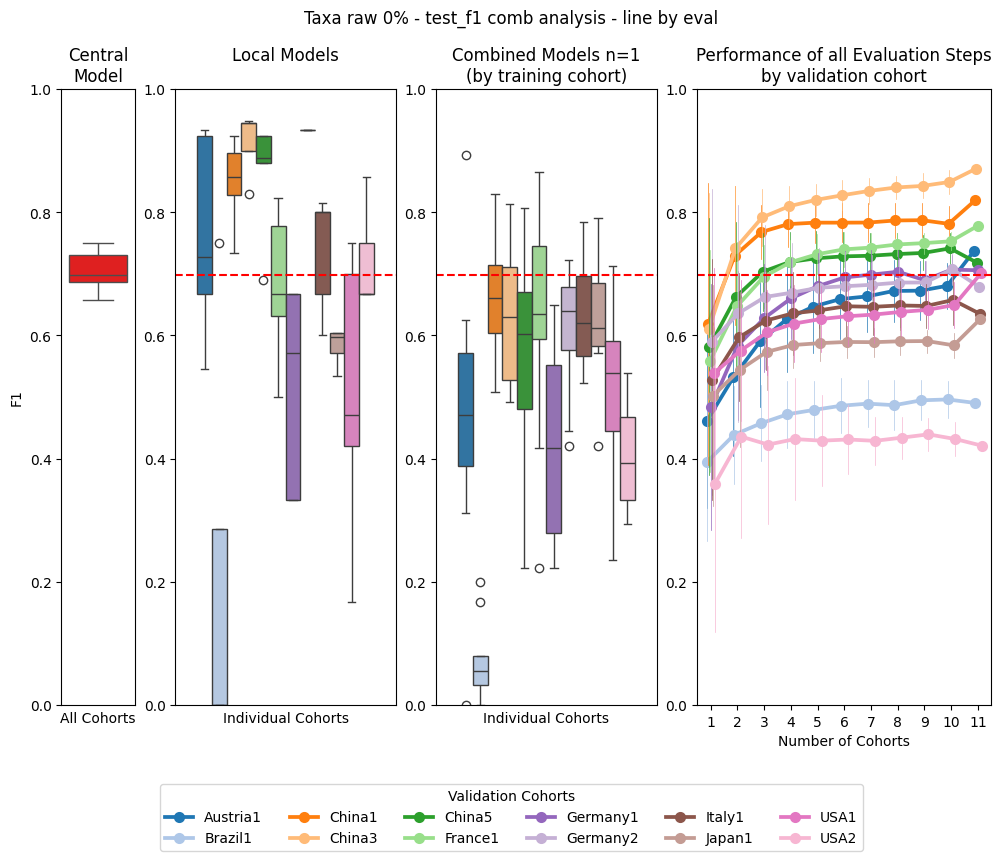 Taxa raw 0% - test_f1 comb analysis - line by eval
Central
Model
Local Models
Combined Models n=1
(by training cohort)
Performance of all Evaluation Steps
by validation cohort
F1
1.0
0.8
0.6
0.4
0.2
0.0
All Cohorts
1.0
0.8
0.6
0.4
0.2
0.0
Individual Cohorts
1.0
0.8
0.6
0.4
0.2
0.0
Individual Cohorts
1.0
0.8
0.6
0.4
0.2
0.0
1 2 3 4 5 6 7 8 9 10 11
Number of Cohorts
Validation Cohorts
Austria1 China1 China5 Germany1 Italy1 USA1
Brazil1 China3 France1 Germany2 Japan1 USA2